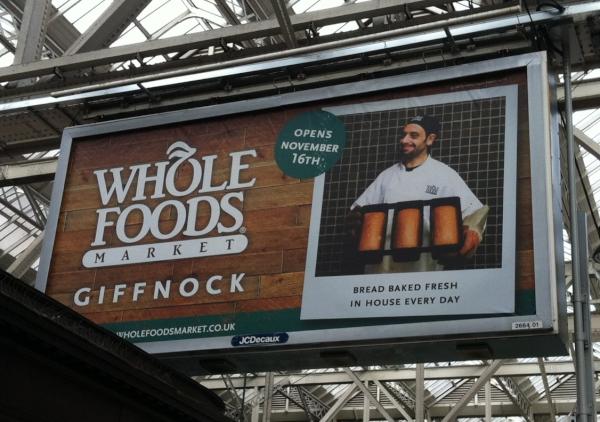 OPENS
NOVEMBER
16TH
WHOLE
FOODS
MARKET
GIFFNOCK
BREAD BAKED FRESH
IN HOUSE EVERY DAY
WHOLEFOODSMARKET.CO.UK
JCDecaux
2664 01